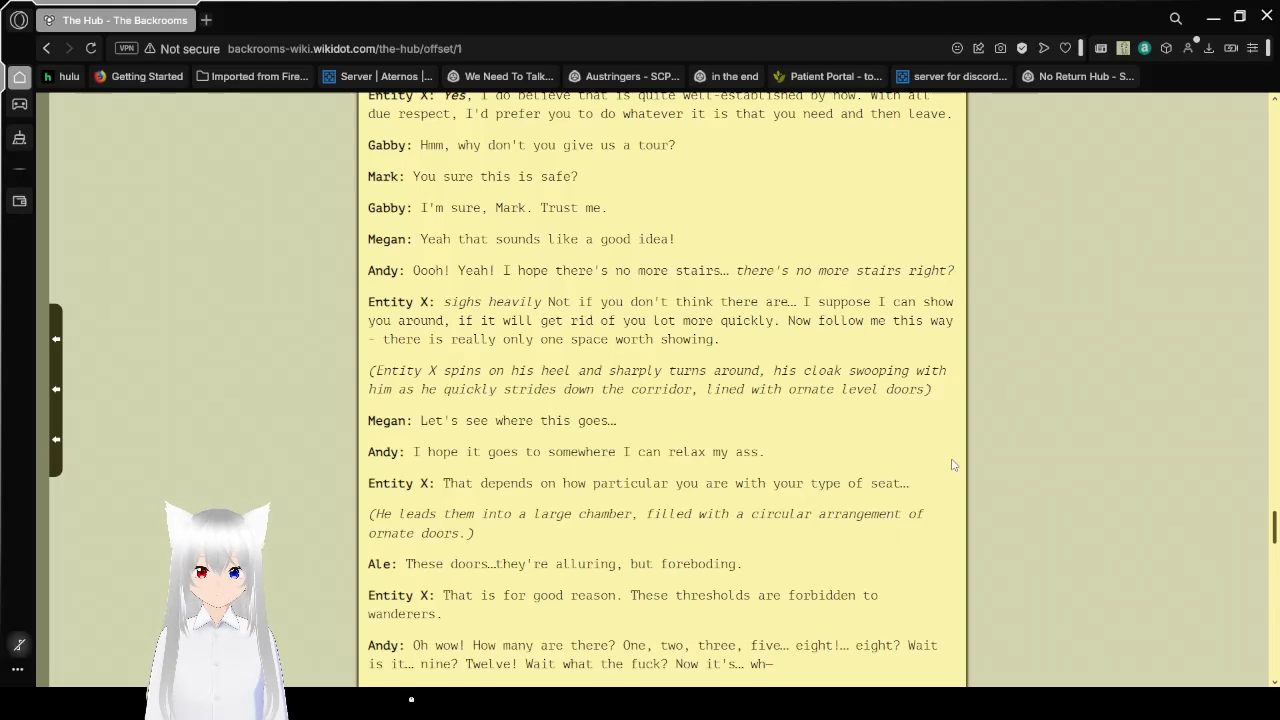 The Hub - The Backrooms
VPN
Not secure
backrooms-wiki.wikidot.com/the-hub/offset/1
hulu
Getting Started
Imported from Fire...
Server | Aternos |...
We Need To Talk...
Austringers - SCP...
in the end
Patient Portal - to...
server for discord...
No Return Hub - S...
Entity X: Yes, I do believe that is quite well-established by now. With all
due respect, I'd prefer you to do whatever it is that you need and then leave.
Gabby: Hmm, why don't you give us a tour?
Mark: You sure this is safe?
Gabby: I'm sure, Mark. Trust me.
Megan: Yeah that sounds like a good idea!
Andy: Oooh! Yeah! I hope there's no more stairs… there's no more stairs right?
Entity X: sighs heavily Not if you don't think there are… I suppose I can show
you around, if it will get rid of you lot more quickly. Now follow me this way
- there is really only one space worth showing.
(Entity X spins on his heel and sharply turns around, his cloak swooping with
him as he quickly strides down the corridor, lined with ornate level doors)
Megan: Let's see where this goes…
Andy: I hope it goes to somewhere I can relax my ass.
Entity X: That depends on how particular you are with your type of seat…
(He leads them into a large chamber, filled with a circular arrangement of
ornate doors.)
Ale: These doors…they're alluring, but foreboding.
Entity X: That is for good reason. These thresholds are forbidden to
wanderers.
Andy: Oh wow! How many are there? One, two, three, five… eight!… eight? Wait
is it… nine? Twelve! Wait what the fuck? Now it's… wh—